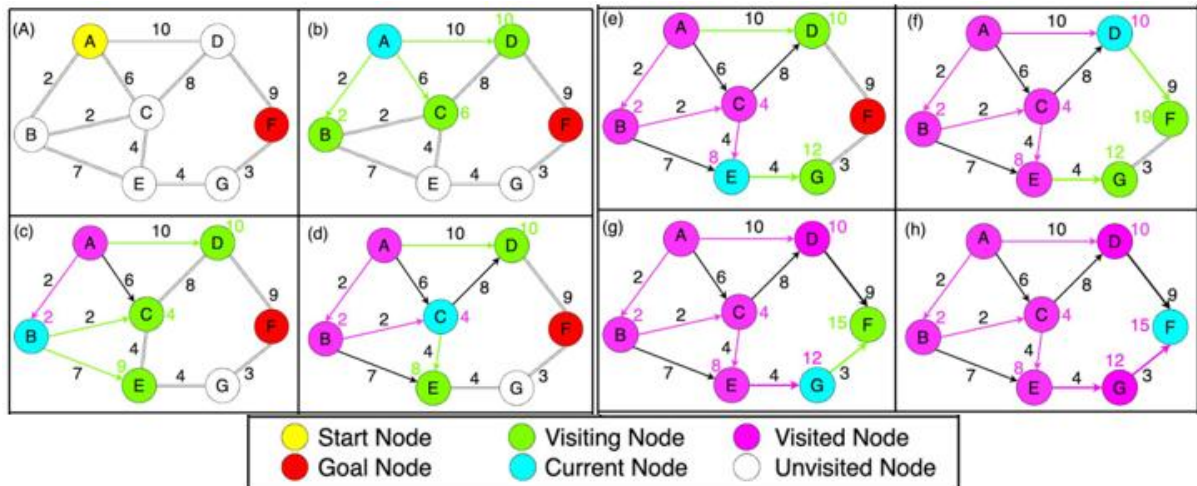 (A)
A
10
D
2
6
8
9
C
2
F
B
4
7
E
4
G
3
(b)
A
10
10
D
2
6
8
9
2
C
6
2
F
B
4
7
E
4
G
3
(e)
A
10
10
D
2
6
8
9
2
C
4
2
F
B
4
12
7
8
E
4
G
3
(f)
A
10
10
D
2
6
8
9
2
C
4
2
19
F
B
4
12
7
8
E
4
G
3
(c)
A
10
10
D
2
6
8
9
2
C
4
2
F
B
4
9
7
E
4
G
3
(d)
A
10
10
D
2
6
8
9
2
C
4
2
F
B
4
8
7
E
4
G
3
(g)
A
10
D
10
2
6
8
9
2
C
4
2
15
F
B
4
12
7
8
E
4
G
3
(h)
A
10
D
10
2
6
8
9
2
C
4
2
15
F
B
4
12
7
8
E
4
G
3
Start Node
Visiting Node
Visited Node
Goal Node
Current Node
Unvisited Node